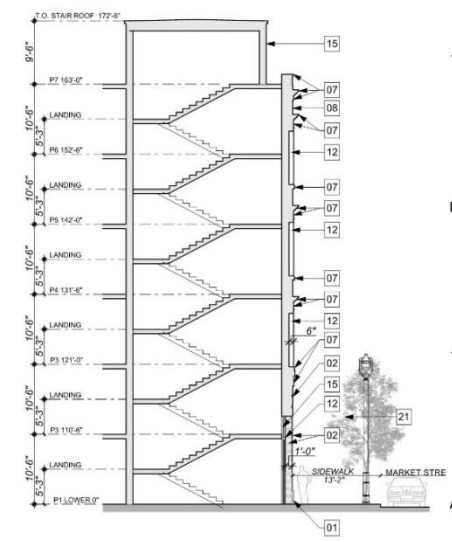 T.O. STAIR ROOF 172'-6"
9'-6"
15
P7 163'-0"
07
08
10'-6"
5'-3"
LANDING
07
12
P6 152'-6"
10'-6"
5'-3"
LANDING
07
07
12
P5 142'-0"
10'-6"
5'-3"
LANDING
07
P4 131'-6"
07
12
10'-6"
5'-3"
LANDING
6"
07
02
P3 121'-0"
15
10'-6"
5'-3"
LANDING
12
21
P3 110'-6"
02
1'-0"
10'-6"
5'-3"
LANDING
SIDEWALK
13'-2"
MARKET STRE
P1 LOWER 0"
01